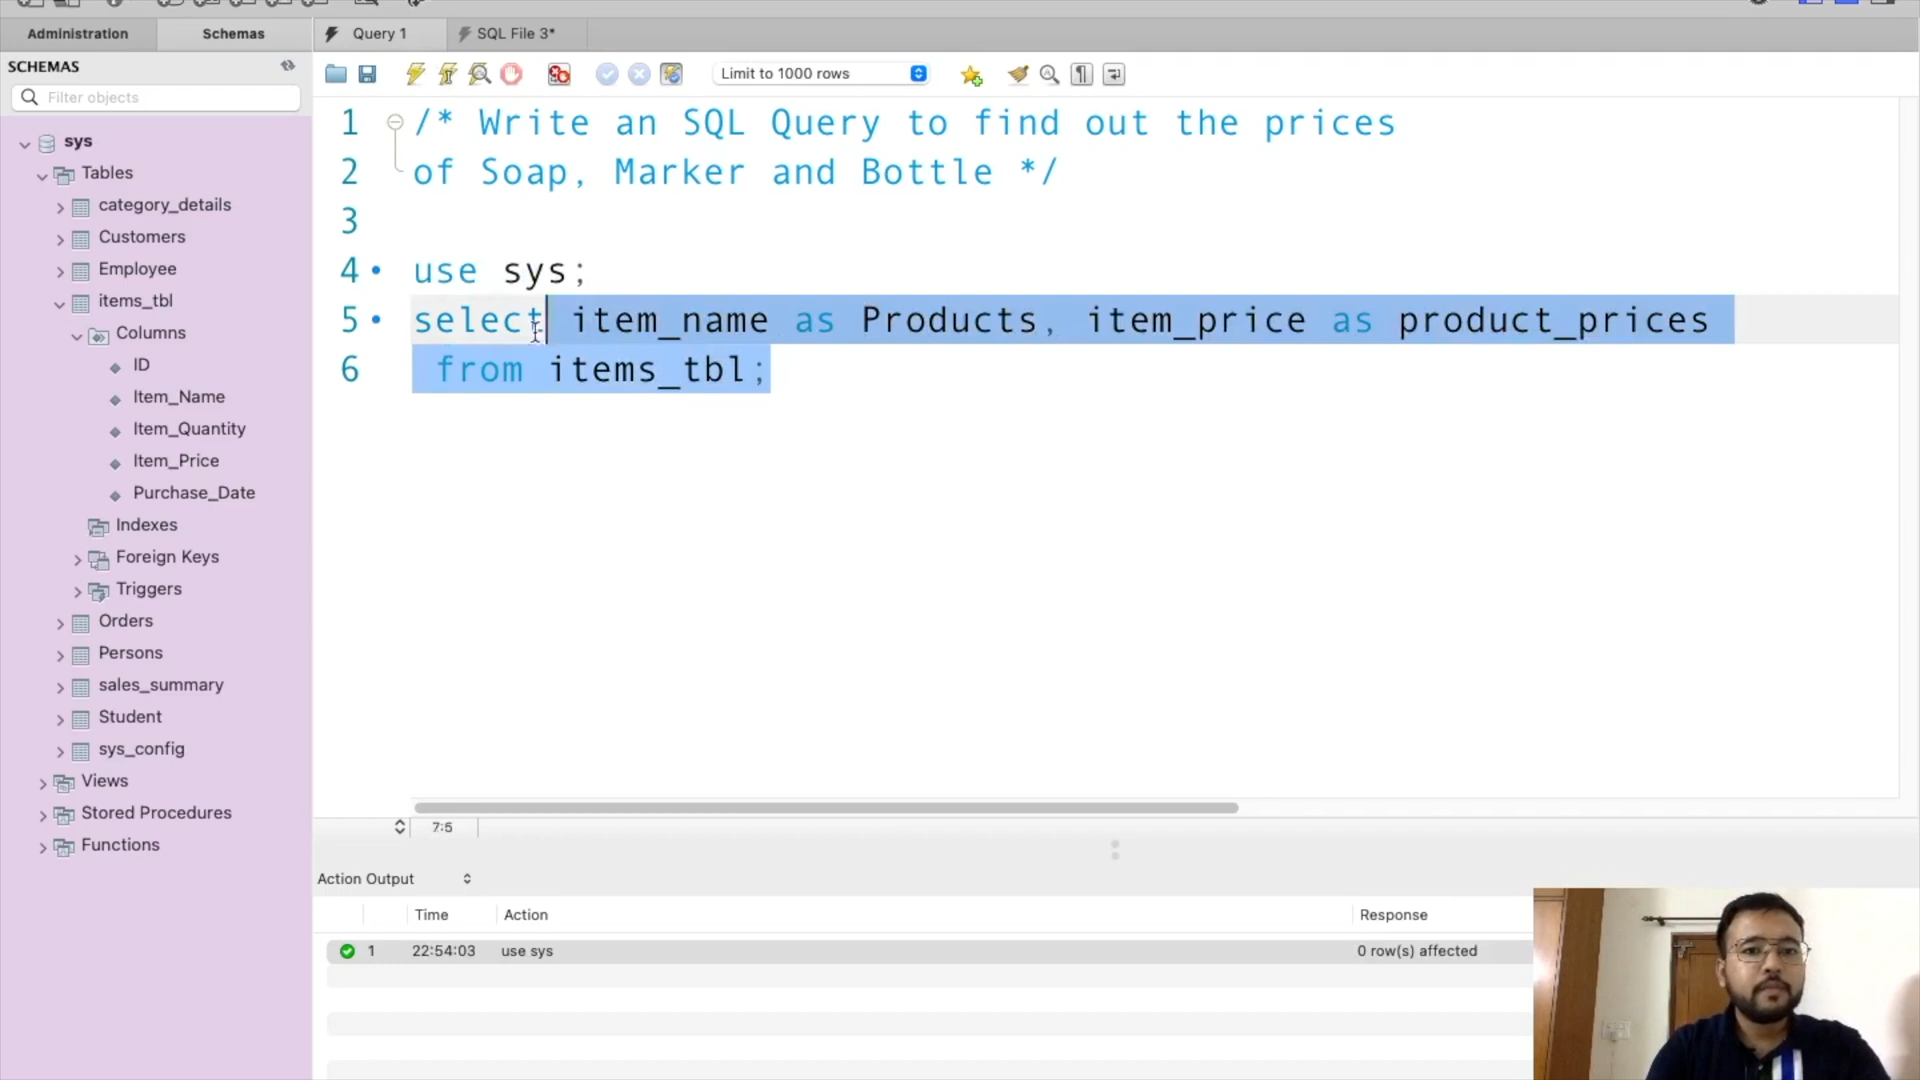 Administration
Schemas
Query 1
SQL File 3*
SCHEMAS
Filter objects
Limit to 1000 rows
sys
Tables
category_details
Customers
Employee
items_tbl
Columns
ID
Item_Name
Item_Quantity
Item_Price
Purchase_Date
Indexes
Foreign Keys
Triggers
Orders
Persons
sales_summary
Student
sys_config
Views
Stored Procedures
Functions
1 /* Write an SQL Query to find out the prices
2 of Soap, Marker and Bottle */
3
4 use sys;
5 select item_name as Products, item_price as product_prices
6 from items_tbl;
7:5
Action Output
Time Action Response
1 22:54:03 use sys 0 row(s) affected